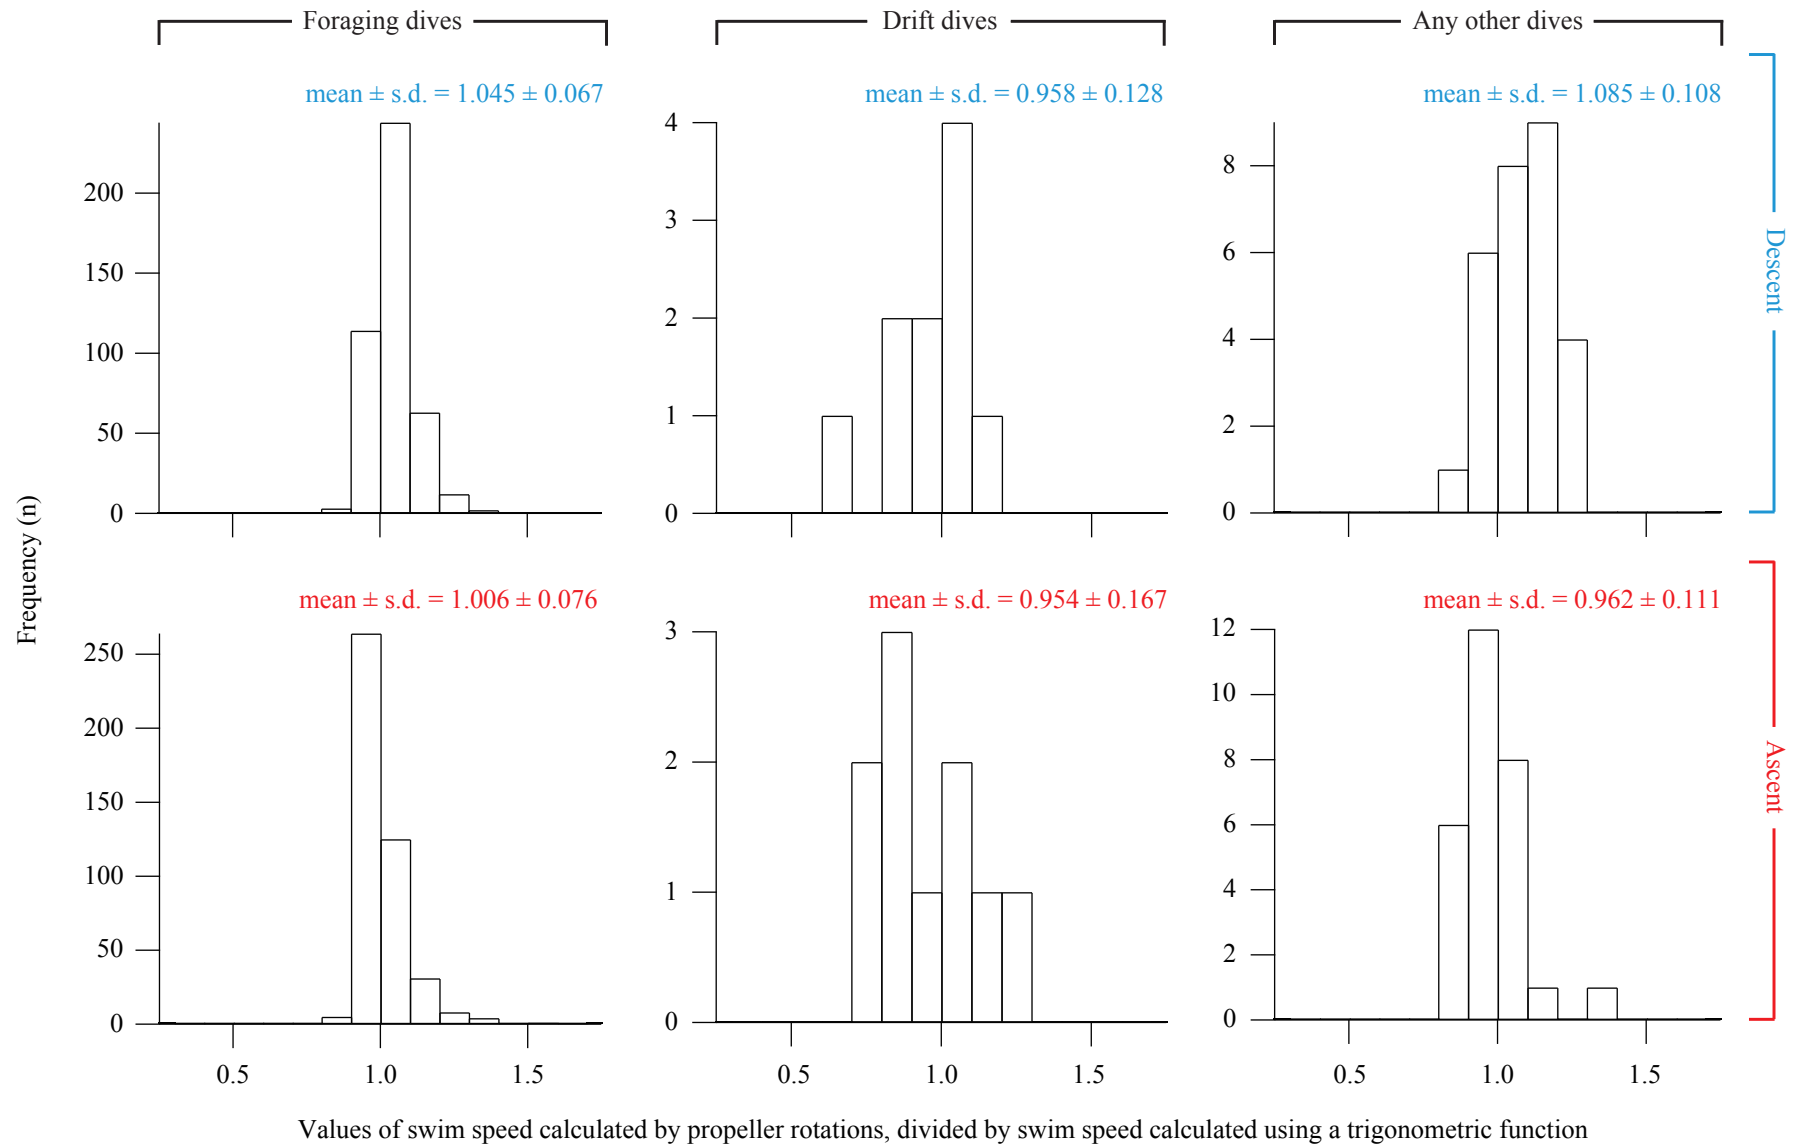 Foraging dives
Drift dives
Any other dives
mean ± s.d. = 1.045 ± 0.067
mean ± s.d. = 0.958 ± 0.128
mean ± s.d. = 1.085 ± 0.108
200
150
100
50
0
4
3
2
1
0
8
6
4
2
0
Descent
Frequency (n)
mean ± s.d. = 1.006 ± 0.076
mean ± s.d. = 0.954 ± 0.167
mean ± s.d. = 0.962 ± 0.111
250
200
150
100
50
0
3
2
1
0
12
10
8
6
4
2
0
Ascent
0.5 1.0 1.5
0.5 1.0 1.5
0.5 1.0 1.5
Values of swim speed calculated by propeller rotations, divided by swim speed calculated using a trigonometric function